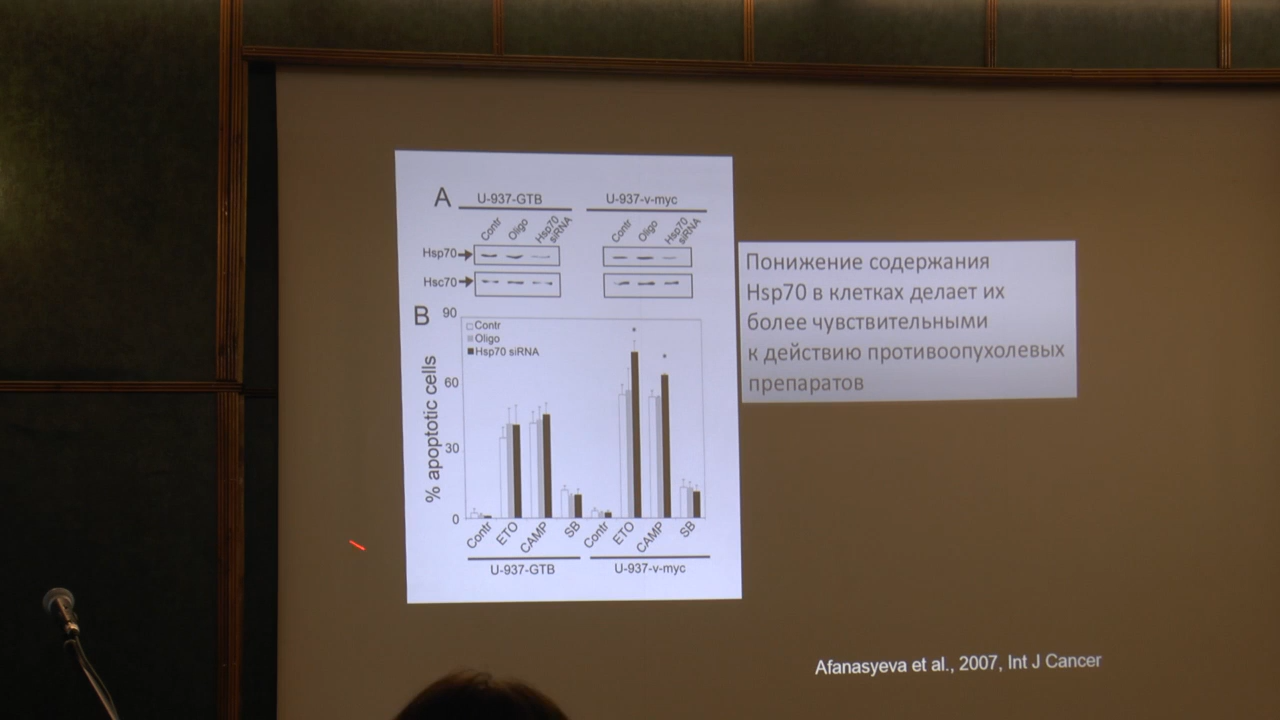 A
U-937-GTB
U-937-v-myc
Contr
Oligo
Hsp70
siRNA
Contr
Oligo
Hsp70
siRNA
Hsp70
Hsc70
B
90
60
30
0
% apoptotic cells
Contr
Oligo
Hsp70 siRNA
*
*
Contr
ETO
CAMP
SB
Contr
ETO
CAMP
SB
U-937-GTB
U-937-v-myc
Понижение содержания
Hsp70 в клетках делает их
более чувствительными
к действию противоопухолевых
препаратов
Afanasyeva et al., 2007, Int J Cancer